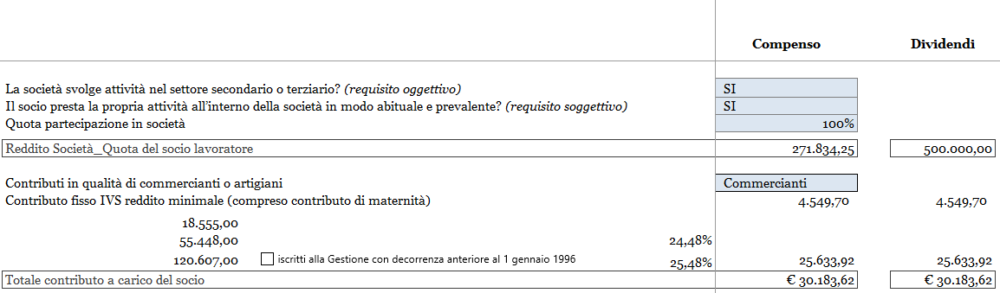 Compenso Dividendi
La società svolge attività nel settore secondario o terziario? (requisito oggettivo) SI
Il socio presta la propria attività all'interno della società in modo abituale e prevalente? (requisito soggettivo) SI
Quota partecipazione in società 100%
Reddito Società_Quota del socio lavoratore 271.834,25 500.000,00
Contributi in qualità di commercianti o artigiani Commercianti
Contributo fisso IVS reddito minimale (compreso contributo di maternità) 4.549,70 4.549,70
18.555,00
55.448,00 24,48%
120.607,00 iscritti alla Gestione con decorrenza anteriore al 1 gennaio 1996 25,48% 25.633,92 25.633,92
Totale contributo a carico del socio € 30.183,62 € 30.183,62